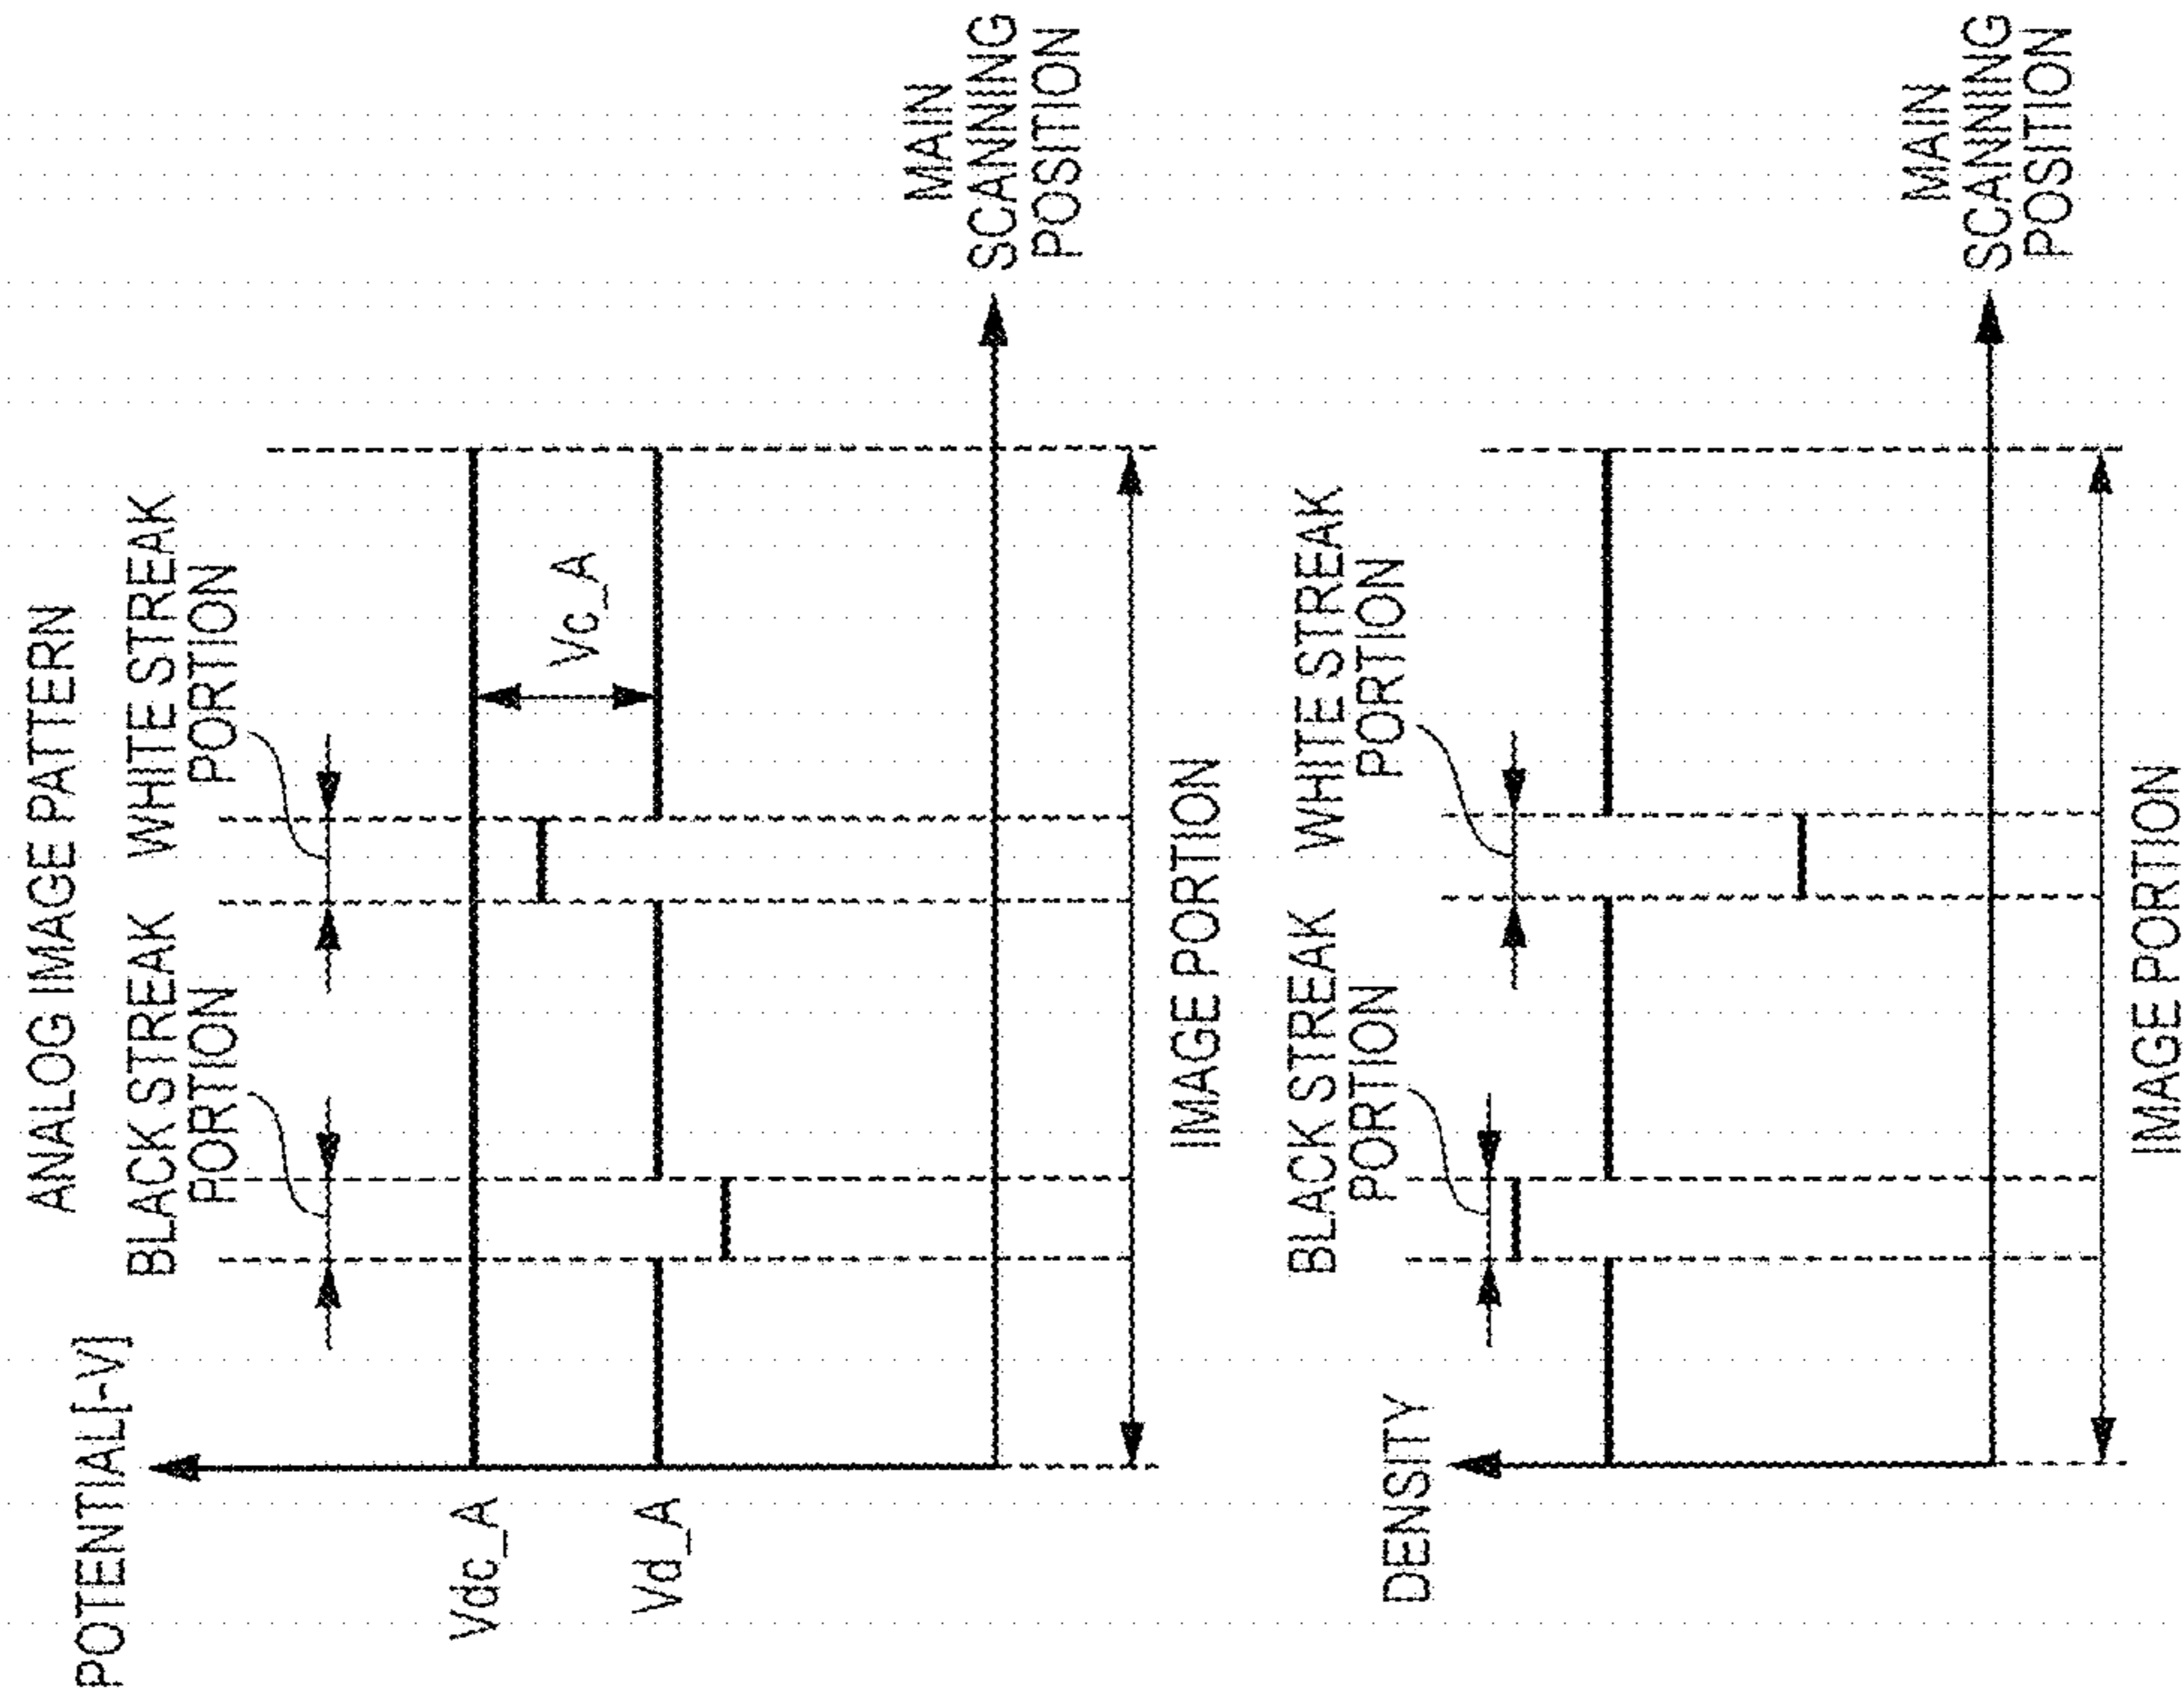 ANALOG IMAGE PATTERN
POTENTIAL[-V]
BLACK STREAK
PORTION
WHITE STREAK
PORTION
Vdc_A
Vc_A
Vd_A
MAIN
SCANNING
POSITION
IMAGE PORTION
DENSITY
BLACK STREAK
PORTION
WHITE STREAK
PORTION
MAIN
SCANNING
POSITION
IMAGE PORTION